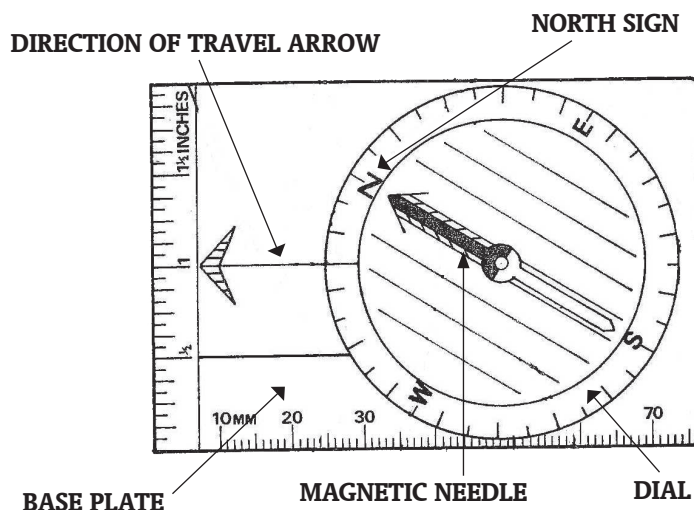 NORTH SIGN
DIRECTION OF TRAVEL ARROW
1½ INCHES
1
½
N
E
S
W
10MM 20 30 70
BASE PLATE
MAGNETIC NEEDLE
DIAL